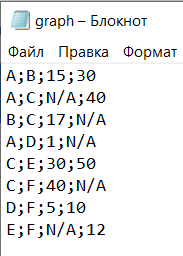 graph – Блокнот
Файл Правка Формат
A;B;15;30
A;C;N/A;40
B;C;17;N/A
A;D;1;N/A
C;E;30;50
C;F;40;N/A
D;F;5;10
E;F;N/A;12